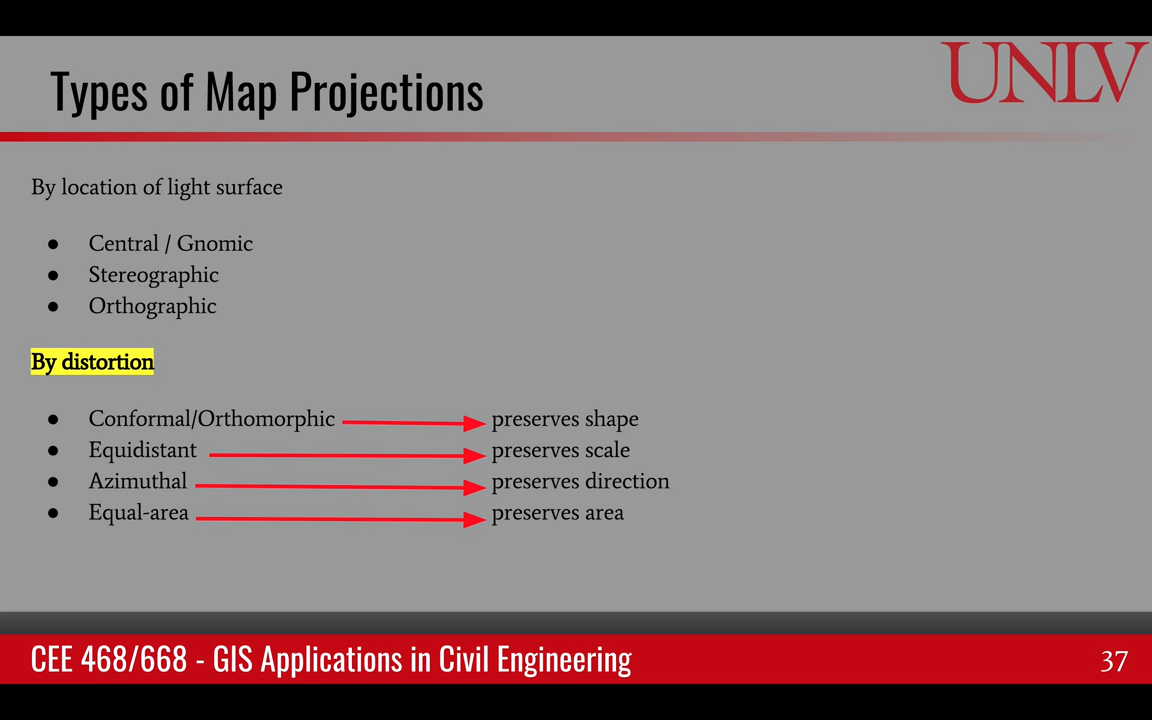 UNLV
Types of Map Projections
By location of light surface
● Central / Gnomic
● Stereographic
● Orthographic
By distortion
● Conformal/Orthomorphic preserves shape
● Equidistant preserves scale
● Azimuthal preserves direction
● Equal-area preserves area
CEE 468/668 - GIS Applications in Civil Engineering 37